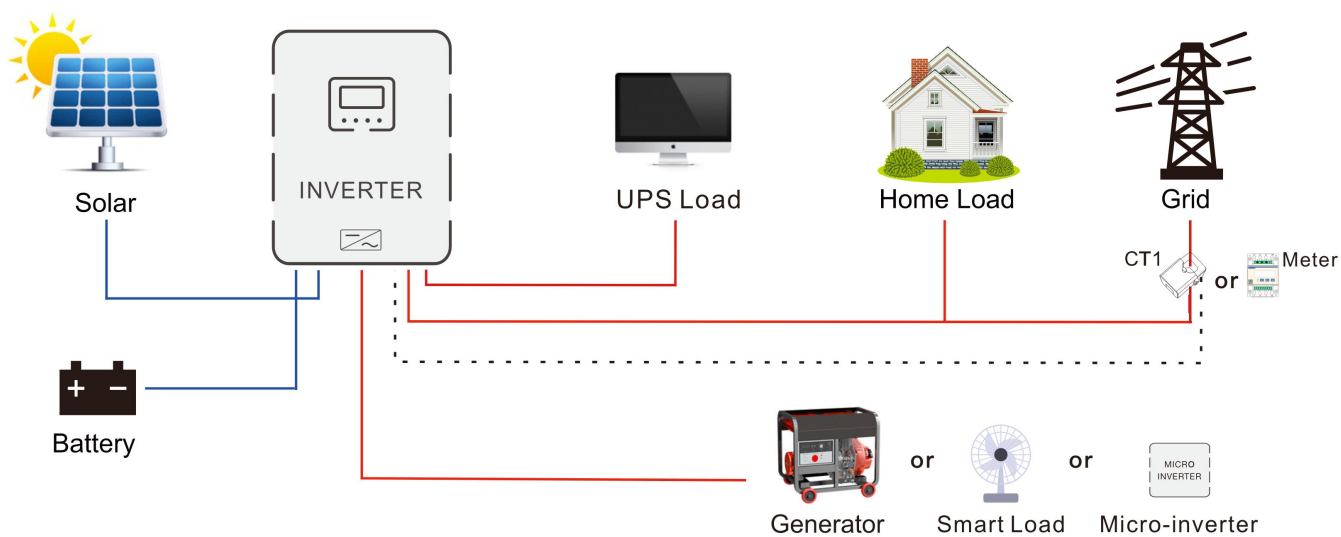 Solar
INVERTER
UPS Load
Home Load
Grid
CT1
or
Meter
+ −
Battery
or
or
MICRO
INVERTER
Generator
Smart Load
Micro-inverter